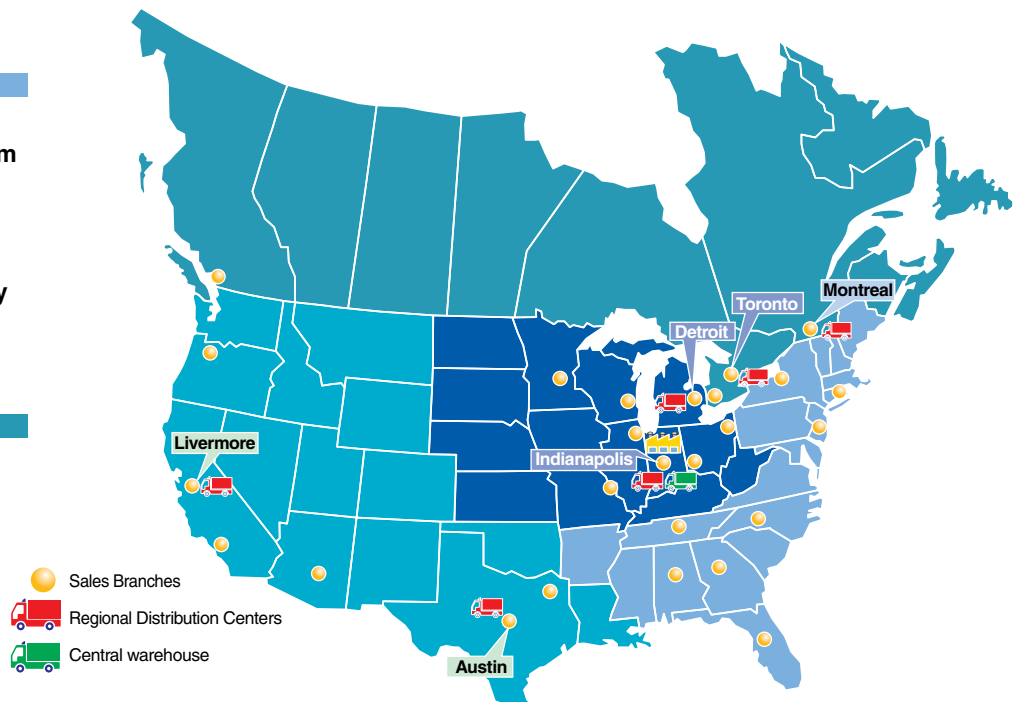 m
y
Montreal
Toronto
Detroit
Livermore
Indianapolis
Sales Branches
Regional Distribution Centers
Central warehouse
Austin